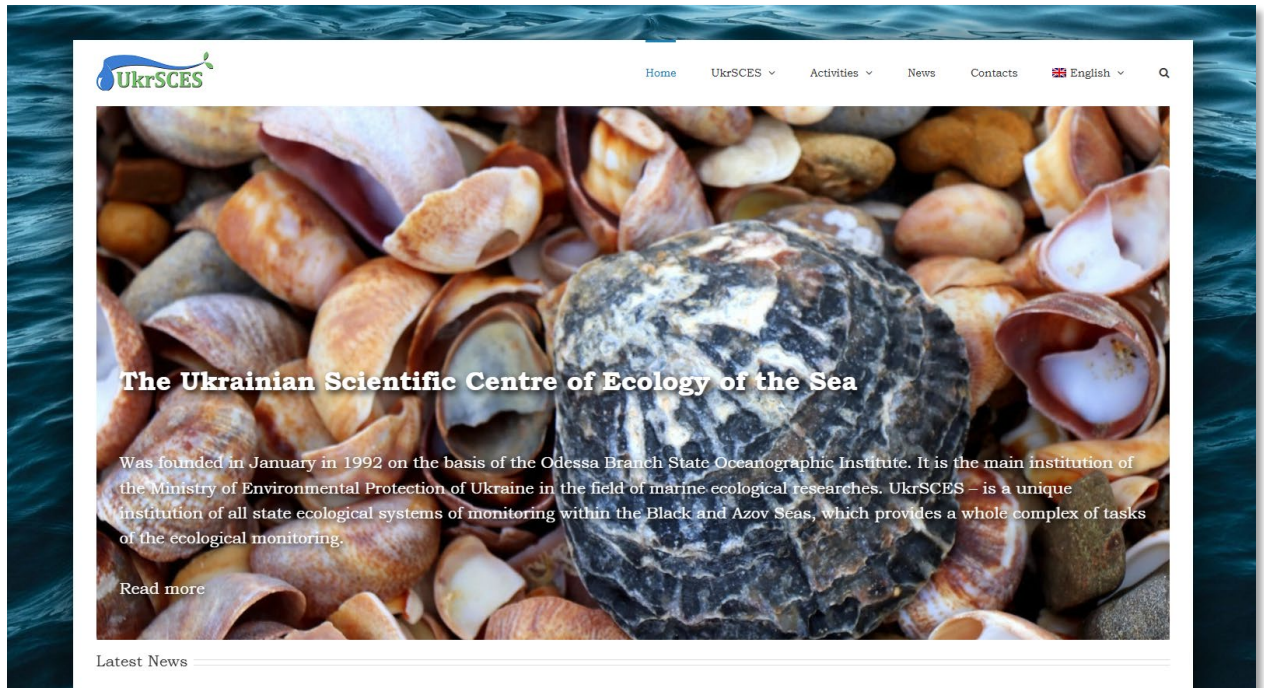 UkrSCES
Home UkrSCES Activities News Contacts English
The Ukrainian Scientific Centre of Ecology of the Sea
Was founded in January in 1992 on the basis of the Odessa Branch State Oceanographic Institute. It is the main institution of
the Ministry of Environmental Protection of Ukraine in the field of marine ecological researches. UkrSCES – is a unique
institution of all state ecological systems of monitoring within the Black and Azov Seas, which provides a whole complex of tasks
of the ecological monitoring.
Read more
Latest News